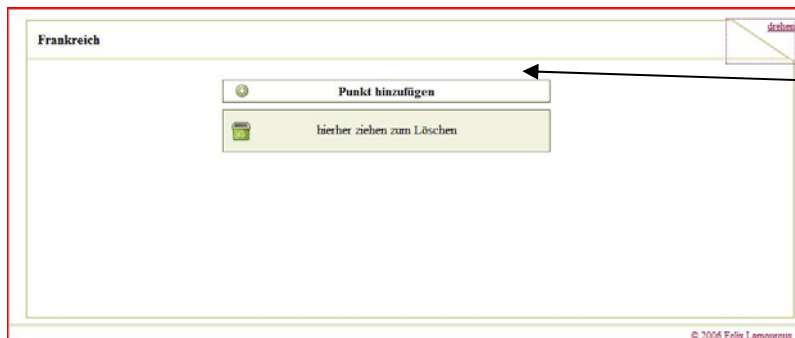 drehen
Frankreich
Punkt hinzufügen
hierher ziehen zum Löschen
© 2006 Felix Lamouroux